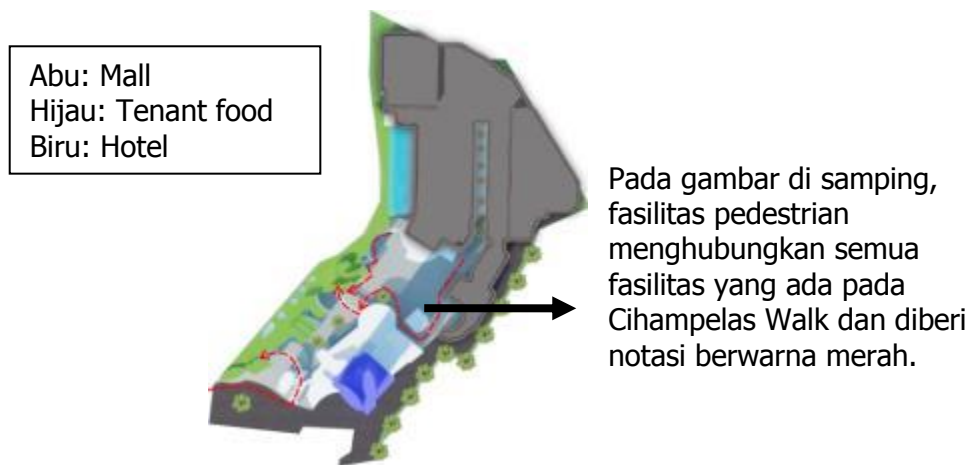 Abu: Mall
Hijau: Tenant food
Biru: Hotel
Pada gambar di samping,
fasilitas pedestrian
menghubungkan semua
fasilitas yang ada pada
Cihampelas Walk dan diberi
notasi berwarna merah.